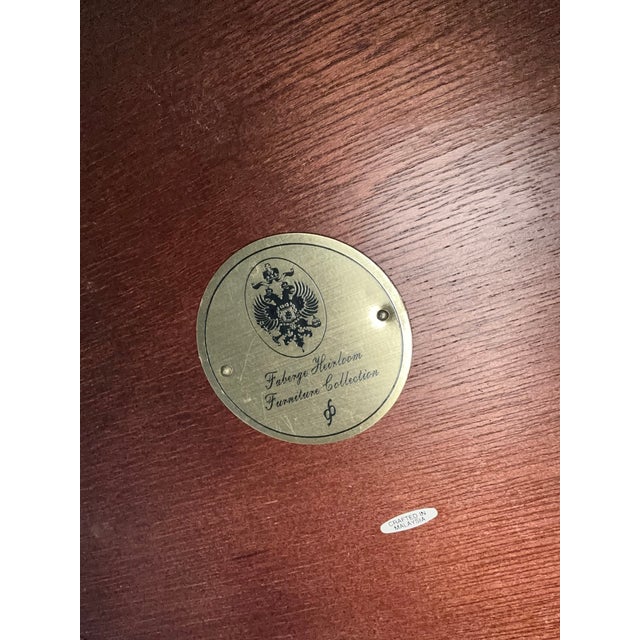 Faberge Heirloom
Furniture Collection
CRAFTED IN
MALAYSIA